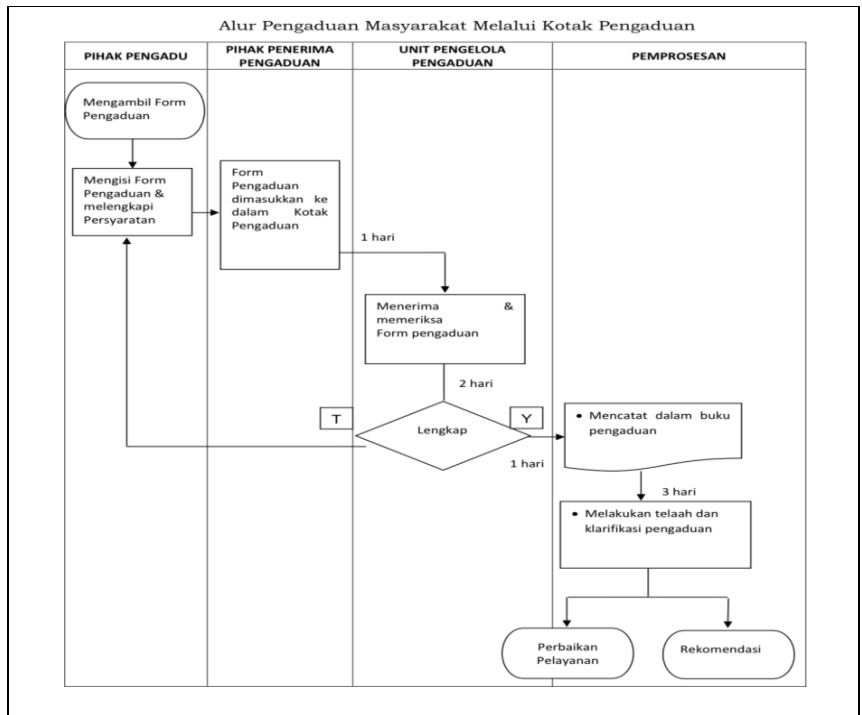 Alur Pengaduan Masyarakat Melalui Kotak Pengaduan
PIHAK PENGADU
PIHAK PENERIMA
PENGADUAN
UNIT PENGELOLA
PENGADUAN
PEMPROSESAN
Mengambil Form
Pengaduan
Mengisi Form
Pengaduan &
melengkapi
Persyaratan
Form
Pengaduan
dimasukkan ke
dalam Kotak
Pengaduan
1 hari
Menerima &
memeriksa
Form pengaduan
2 hari
T
Lengkap
Y
1 hari
• Mencatat dalam buku
pengaduan
3 hari
• Melakukan telaah dan
klarifikasi pengaduan
Perbaikan
Pelayanan
Rekomendasi